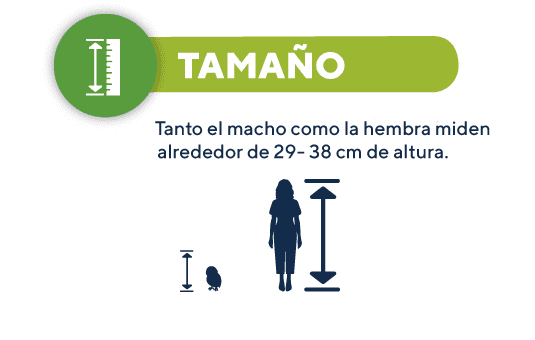 TAMAÑO
Tanto el macho como la hembra miden
alrededor de 29- 38 cm de altura.